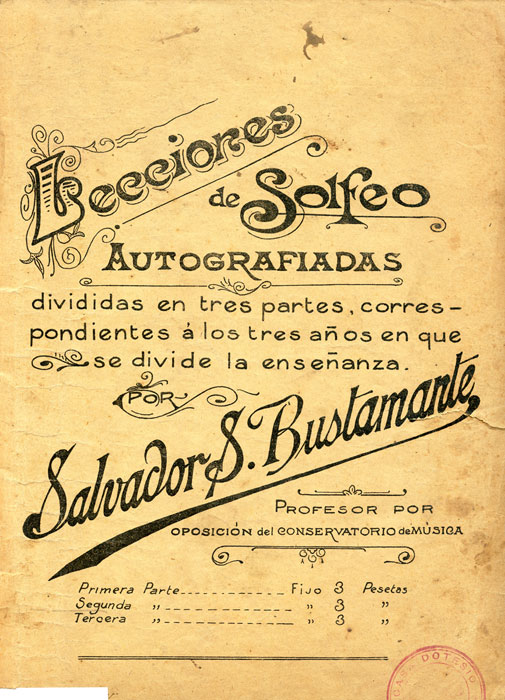 Lecciones
de Solfeo
AUTOGRAFIADAS
divididas en tres partes, corres-
pondientes á los tres años en que
se divide la enseñanza.
POR
Salvador S. Bustamante,
PROFESOR POR
OPOSICIÓN del CONSERVATORIO de MÚSICA
Primera Parte ---------------- Fijo 3 Pesetas
Segunda „ ---------------- „ 3 „
Tercera „ ---------------- „ 3 „
CASA DOTESIO